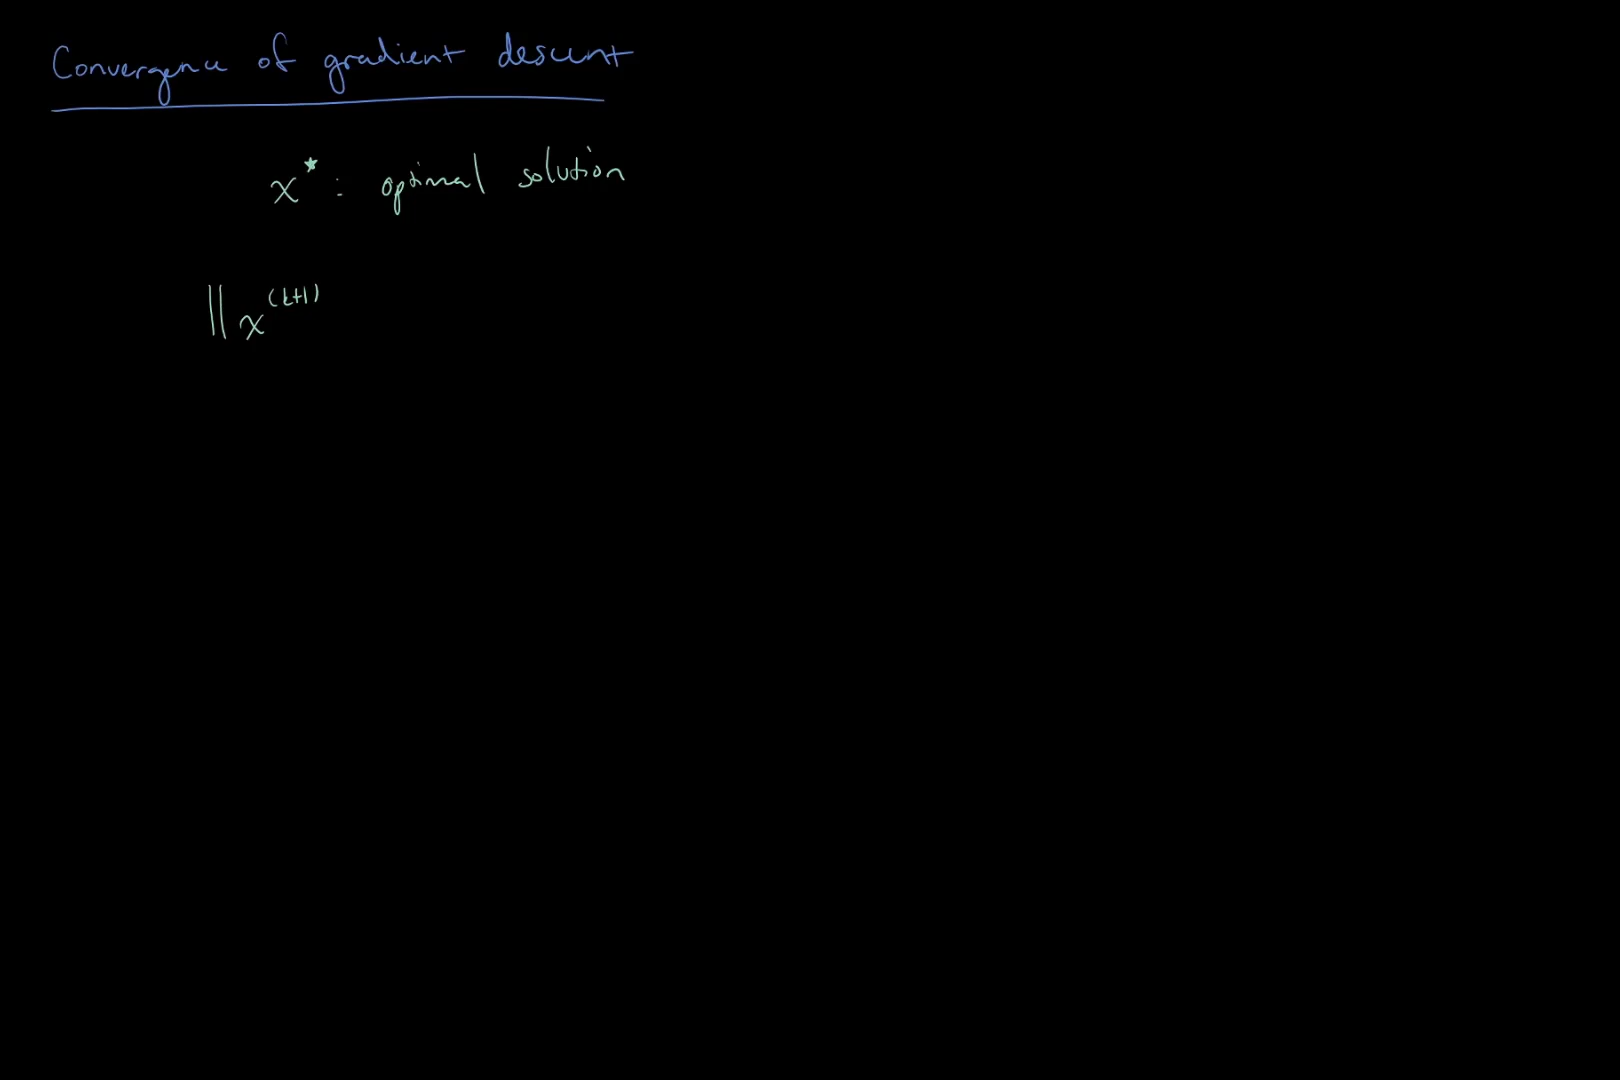 Convergence of gradient descent
x* : optimal solution
‖ x^(k+1)